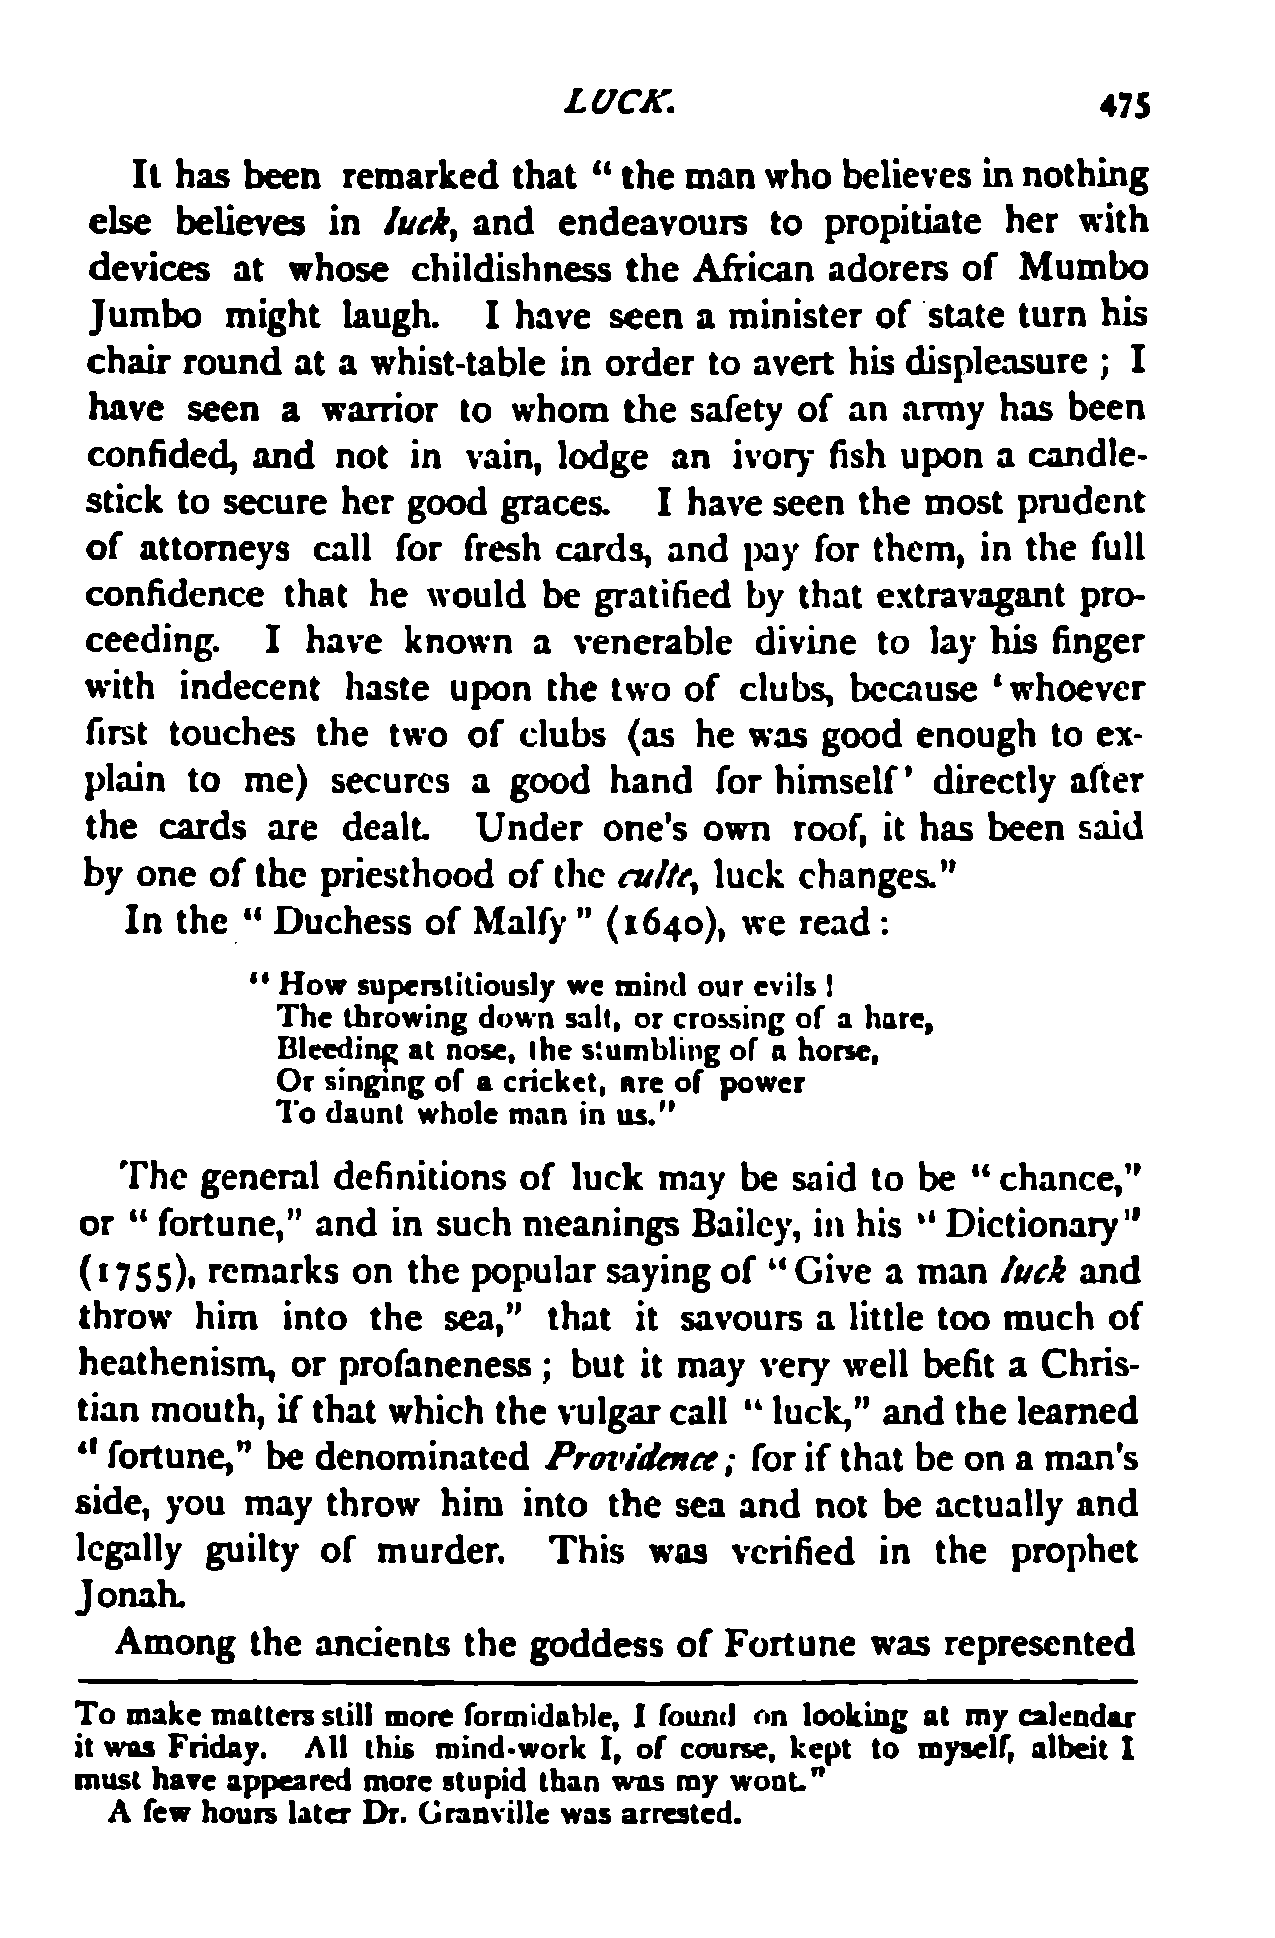 LUCK. 475
It has been remarked that “ the man who believes in nothing
else believes in luck, and endeavours to propitiate her with
devices at whose childishness the African adorers of Mumbo
Jumbo might laugh. I have seen a minister of state turn his
chair round at a whist-table in order to avert his displeasure ; I
have seen a warrior to whom the safety of an army has been
confided, and not in vain, lodge an ivory fish upon a candle-
stick to secure her good graces. I have seen the most prudent
of attorneys call for fresh cards, and pay for them, in the full
confidence that he would be gratified by that extravagant pro-
ceeding. I have known a venerable divine to lay his finger
with indecent haste upon the two of clubs, because ‘ whoever
first touches the two of clubs (as he was good enough to ex-
plain to me) secures a good hand for himself’ directly after
the cards are dealt. Under one's own roof, it has been said
by one of the priesthood of the culte, luck changes.”
In the “ Duchess of Malfy ” (1640), we read :
“ How superstitiously we mind our evils !
The throwing down salt, or crossing of a hare,
Bleeding at nose, the stumbling of a horse,
Or singing of a cricket, are of power
To daunt whole man in us.”
The general definitions of luck may be said to be “ chance,”
or “ fortune,” and in such meanings Bailey, in his “ Dictionary”
(1755), remarks on the popular saying of “ Give a man luck and
throw him into the sea,” that it savours a little too much of
heathenism, or profaneness ; but it may very well befit a Chris-
tian mouth, if that which the vulgar call “ luck,” and the learned
“ fortune,” be denominated Providence ; for if that be on a man's
side, you may throw him into the sea and not be actually and
legally guilty of murder. This was verified in the prophet
Jonah.
Among the ancients the goddess of Fortune was represented
To make matters still more formidable, I found on looking at my calendar
it was Friday. All this mind-work I, of course, kept to myself, albeit I
must have appeared more stupid than was my wont.”
A few hours later Dr. Granville was arrested.